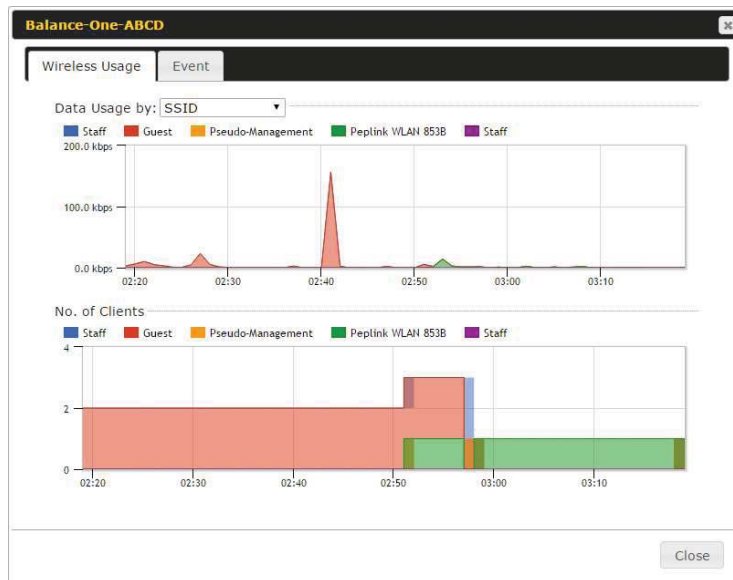 Balance-One-ABCD
Wireless Usage Event
Data Usage by: SSID
Staff Guest Pseudo-Management Peplink WLAN 853B Staff
200.0 kbps
100.0 kbps
0.0 kbps
02:20 02:30 02:40 02:50 03:00 03:10
No. of Clients
Staff Guest Pseudo-Management Peplink WLAN 853B Staff
4
2
0
02:20 02:30 02:40 02:50 03:00 03:10
Close